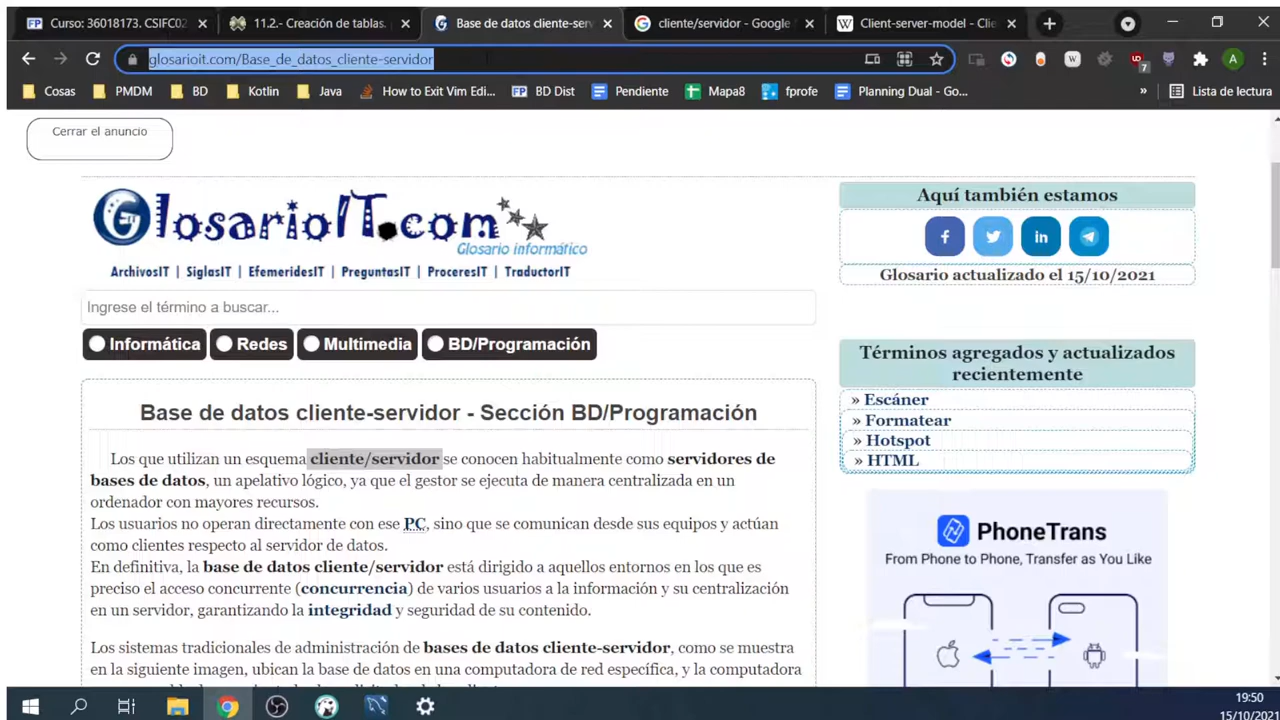 Curso: 36018173. CSIFC02
11.2.- Creación de tablas.
Base de datos cliente-serv
cliente/servidor - Google
Client-server-model - Clie
glosarioit.com/Base_de_datos_cliente-servidor
Cosas PMDM BD Kotlin Java How to Exit Vim Edi... BD Dist Pendiente Mapa8 fprofe Planning Dual - Go... » Lista de lectura
Cerrar el anuncio
GlosarioIT.com
Glosario informático
ArchivosIT | SiglasIT | EfemeridesIT | PreguntasIT | ProceresIT | TraductorIT
Ingrese el término a buscar...
Informática Redes Multimedia BD/Programación
Base de datos cliente-servidor - Sección BD/Programación
Los que utilizan un esquema cliente/servidor se conocen habitualmente como servidores de
bases de datos, un apelativo lógico, ya que el gestor se ejecuta de manera centralizada en un
ordenador con mayores recursos.
Los usuarios no operan directamente con ese PC, sino que se comunican desde sus equipos y actúan
como clientes respecto al servidor de datos.
En definitiva, la base de datos cliente/servidor está dirigido a aquellos entornos en los que es
preciso el acceso concurrente (concurrencia) de varios usuarios a la información y su centralización
en un servidor, garantizando la integridad y seguridad de su contenido.
Los sistemas tradicionales de administración de bases de datos cliente-servidor, como se muestra
en la siguiente imagen, ubican la base de datos en una computadora de red específica, y la computadora
Aquí también estamos
Glosario actualizado el 15/10/2021
Términos agregados y actualizados
recientemente
» Escáner
» Formatear
» Hotspot
» HTML
PhoneTrans
From Phone to Phone, Transfer as You Like
19:50
15/10/2021